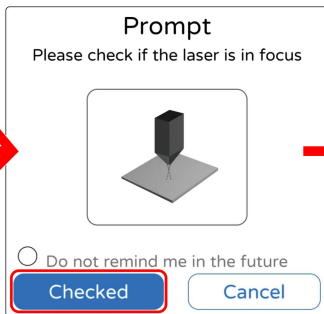 Prompt
Please check if the laser is in focus
Do not remind me in the future
Checked
Cancel